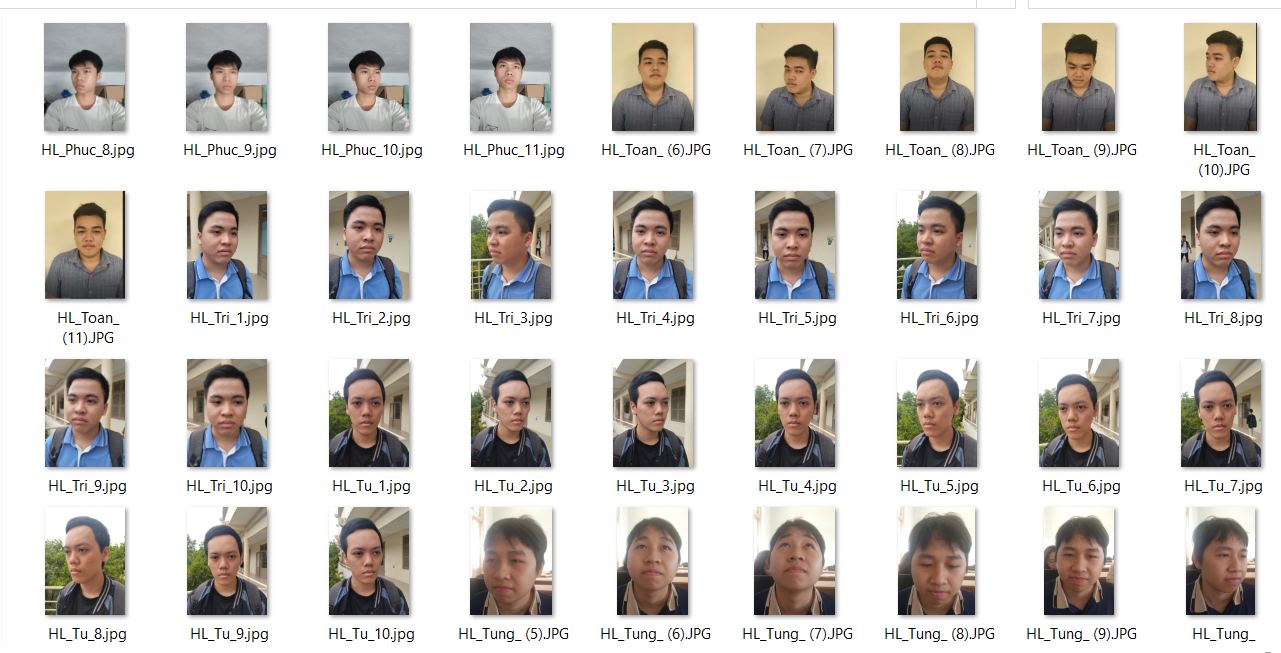 HL_Phuc_8.jpg
HL_Phuc_9.jpg
HL_Phuc_10.jpg
HL_Phuc_11.jpg
HL_Toan_ (6).JPG
HL_Toan_ (7).JPG
HL_Toan_ (8).JPG
HL_Toan_ (9).JPG
HL_Toan_
(10).JPG
HL_Toan_
(11).JPG
HL_Tri_1.jpg
HL_Tri_2.jpg
HL_Tri_3.jpg
HL_Tri_4.jpg
HL_Tri_5.jpg
HL_Tri_6.jpg
HL_Tri_7.jpg
HL_Tri_8.jpg
HL_Tri_9.jpg
HL_Tri_10.jpg
HL_Tu_1.jpg
HL_Tu_2.jpg
HL_Tu_3.jpg
HL_Tu_4.jpg
HL_Tu_5.jpg
HL_Tu_6.jpg
HL_Tu_7.jpg
HL_Tu_8.jpg
HL_Tu_9.jpg
HL_Tu_10.jpg
HL_Tung_ (5).JPG
HL_Tung_ (6).JPG
HL_Tung_ (7).JPG
HL_Tung_ (8).JPG
HL_Tung_ (9).JPG
HL_Tung_